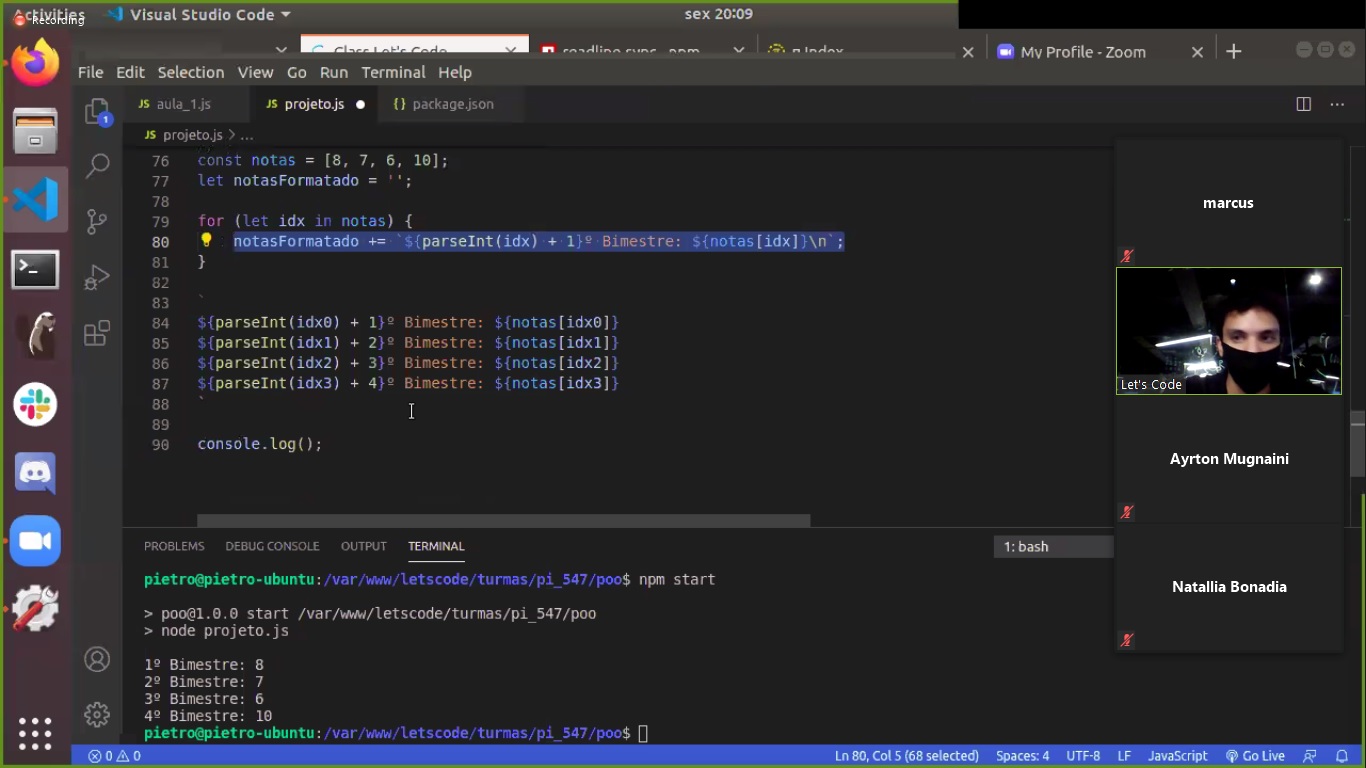 Activities
Recording
Visual Studio Code
sex 20:09
Class Let's Code
readline-sync - npm
Index
My Profile - Zoom
File Edit Selection View Go Run Terminal Help
JS aula_1.js
JS projeto.js
{} package.json
JS projeto.js > ...
76 const notas = [8, 7, 6, 10];
77 let notasFormatado = '';
78
79 for (let idx in notas) {
80 notasFormatado += `${parseInt(idx) + 1}º Bimestre: ${notas[idx]}\n`;
81 }
82
83 `
84 ${parseInt(idx0) + 1}º Bimestre: ${notas[idx0]}
85 ${parseInt(idx1) + 2}º Bimestre: ${notas[idx1]}
86 ${parseInt(idx2) + 3}º Bimestre: ${notas[idx2]}
87 ${parseInt(idx3) + 4}º Bimestre: ${notas[idx3]}
88 `
89
90 console.log();
1
marcus
Let's Code
Ayrton Mugnaini
Natallia Bonadia
PROBLEMS DEBUG CONSOLE OUTPUT TERMINAL
1: bash
pietro@pietro-ubuntu:/var/www/letscode/turmas/pi_547/poo$ npm start
> poo@1.0.0 start /var/www/letscode/turmas/pi_547/poo
> node projeto.js
1º Bimestre: 8
2º Bimestre: 7
3º Bimestre: 6
4º Bimestre: 10
pietro@pietro-ubuntu:/var/www/letscode/turmas/pi_547/poo$
0 0
Ln 80, Col 5 (68 selected) Spaces: 4 UTF-8 LF JavaScript Go Live